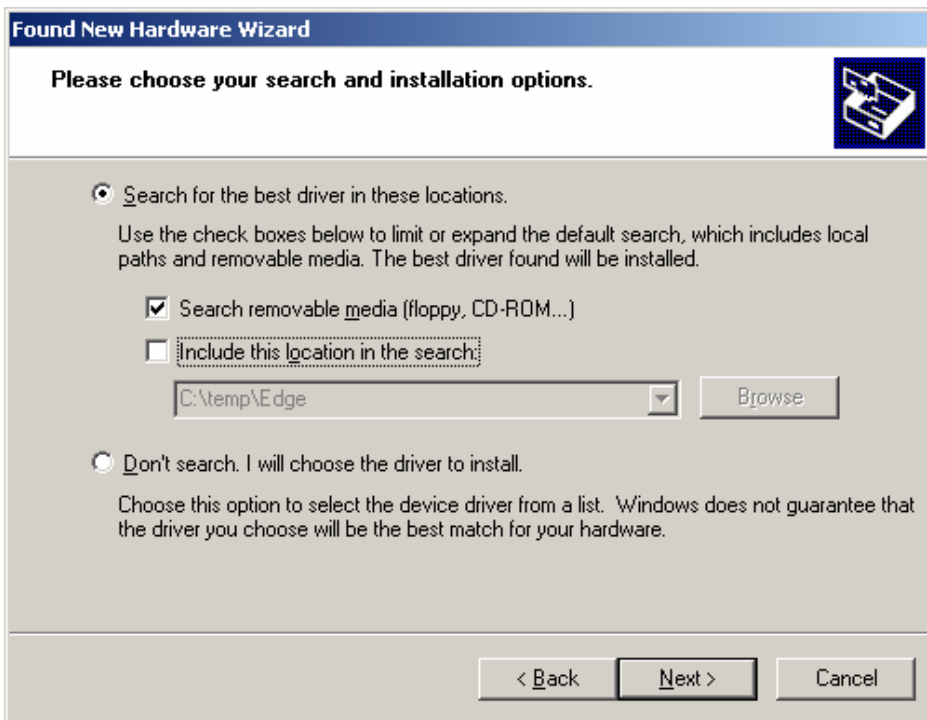 Found New Hardware Wizard
Please choose your search and installation options.
Search for the best driver in these locations.
Use the check boxes below to limit or expand the default search, which includes local
paths and removable media. The best driver found will be installed.
Search removable media (floppy, CD-ROM...)
Include this location in the search:
C:\temp\Edge
Browse
Don't search. I will choose the driver to install.
Choose this option to select the device driver from a list. Windows does not guarantee that
the driver you choose will be the best match for your hardware.
< Back
Next >
Cancel